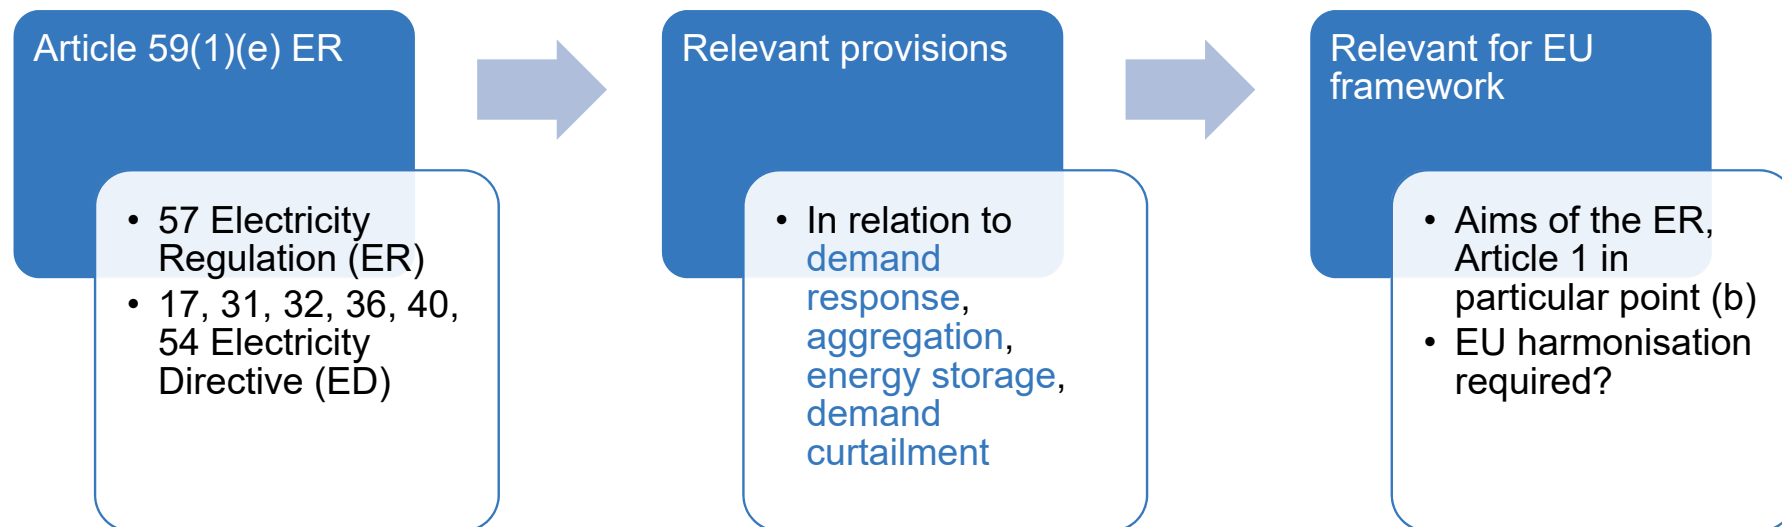 Article 59(1)(e) ER
• 57 Electricity
Regulation (ER)
• 17, 31, 32, 36, 40,
54 Electricity
Directive (ED)
Relevant provisions
• In relation to
demand
response,
aggregation,
energy storage,
demand
curtailment
Relevant for EU
framework
• Aims of the ER,
Article 1 in
particular point (b)
• EU harmonisation
required?